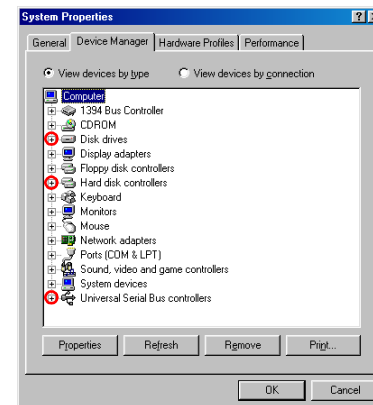 System Properties
General Device Manager Hardware Profiles Performance
View devices by type View devices by connection
Computer
1394 Bus Controller
CDROM
Disk drives
Display adapters
Floppy disk controllers
Hard disk controllers
Keyboard
Monitors
Mouse
Network adapters
Ports (COM & LPT)
Sound, video and game controllers
System devices
Universal Serial Bus controllers
Properties Refresh Remove Print...
OK Cancel